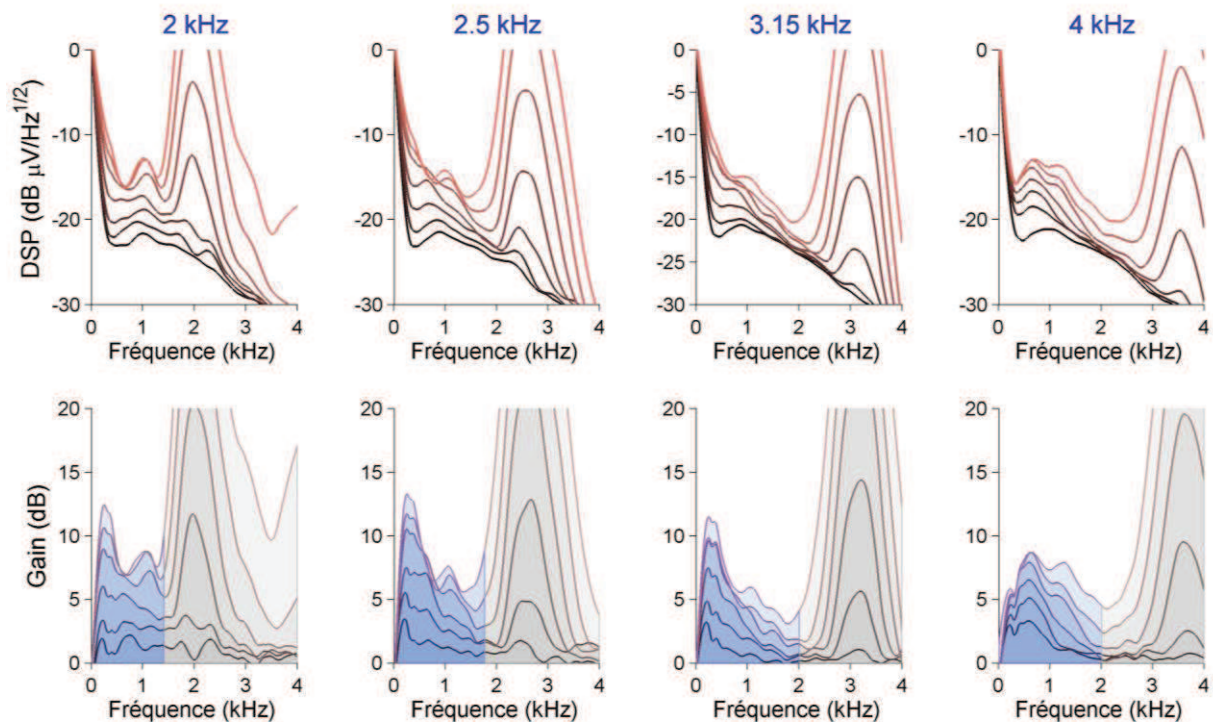 2 kHz 2.5 kHz 3.15 kHz 4 kHz
DSP (dB µV/Hz^1/2)
0 0 0 0
-5
-10 -10 -10 -10
-15
-20 -20 -20 -20
-25
-30 -30 -30 -30
0 1 2 3 4 0 1 2 3 4 0 1 2 3 4 0 1 2 3 4
Fréquence (kHz) Fréquence (kHz) Fréquence (kHz) Fréquence (kHz)
Gain (dB)
20 20 20 20
15 15 15 15
10 10 10 10
5 5 5 5
0 0 0 0
0 1 2 3 4 0 1 2 3 4 0 1 2 3 4 0 1 2 3 4
Fréquence (kHz) Fréquence (kHz) Fréquence (kHz) Fréquence (kHz)